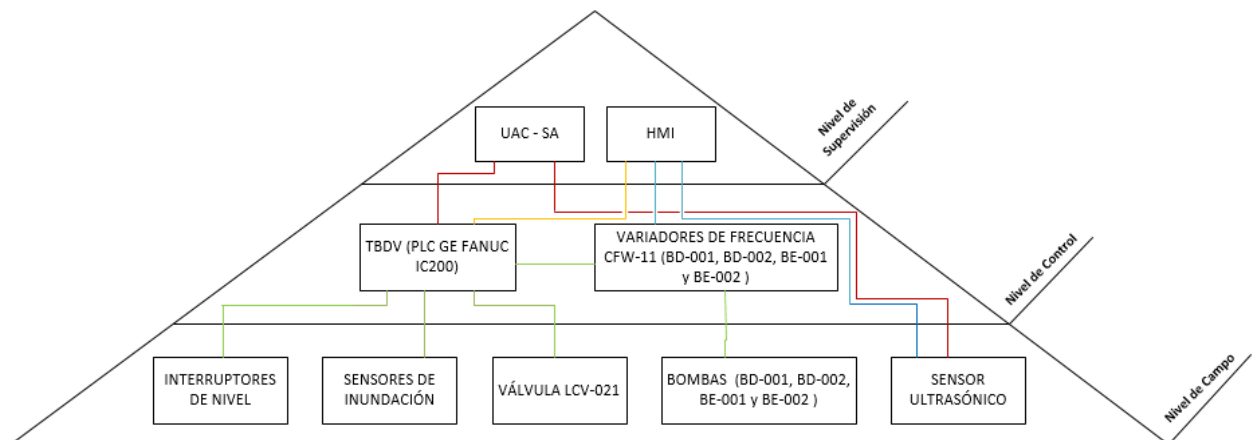 Nivel de
Supervisión
UAC - SA
HMI
Nivel de Control
TBDV (PLC GE FANUC
IC200)
VARIADORES DE FRECUENCIA
CFW-11 (BD-001, BD-002, BE-001
y BE-002 )
Nivel de Campo
INTERRUPTORES
DE NIVEL
SENSORES DE
INUNDACIÓN
VÁLVULA LCV-021
BOMBAS (BD-001, BD-002,
BE-001 y BE-002 )
SENSOR
ULTRASÓNICO